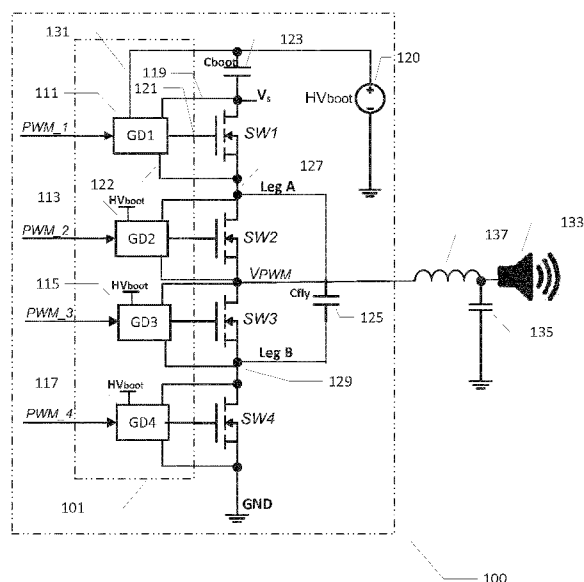 131
Cboot
123
119
120
111
121
Vs
HVboot
PWM_1
GD1
SW1
122
127
113
HVboot
Leg A
137
133
PWM_2
GD2
SW2
115
HVboot
VPWM
Cfly
125
135
PWM_3
GD3
SW3
117
HVboot
Leg B
129
PWM_4
GD4
SW4
101
GND
100